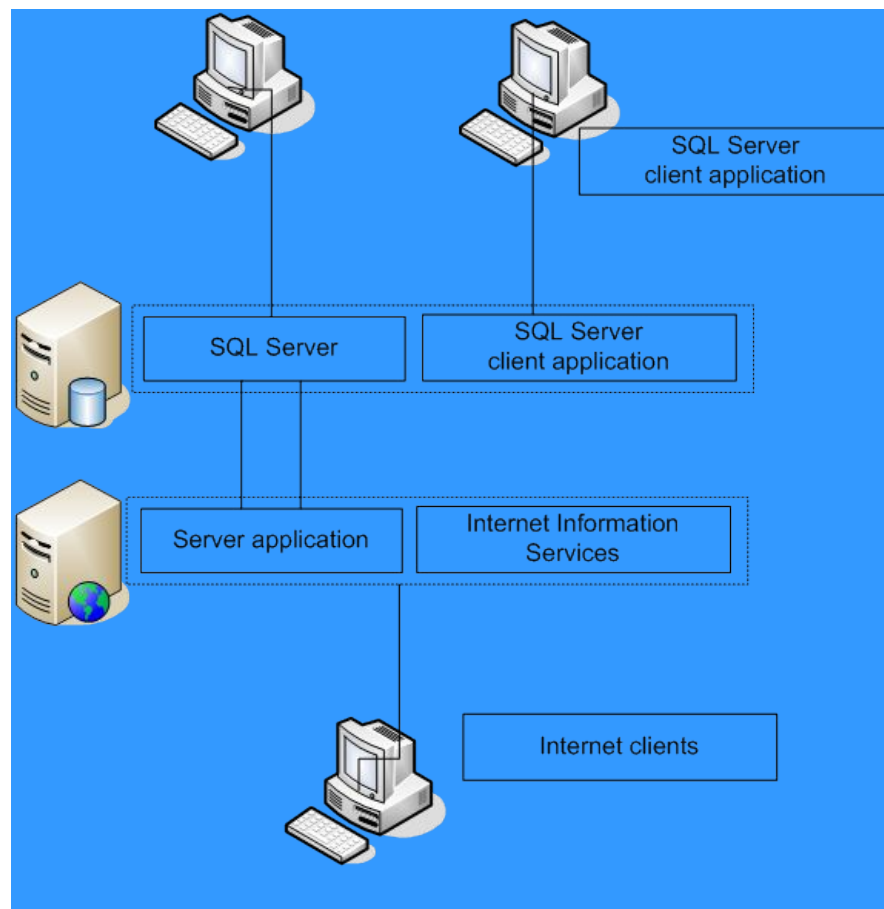 SQL Server
client application
SQL Server
SQL Server
client application
Server application
Internet Information
Services
Internet clients